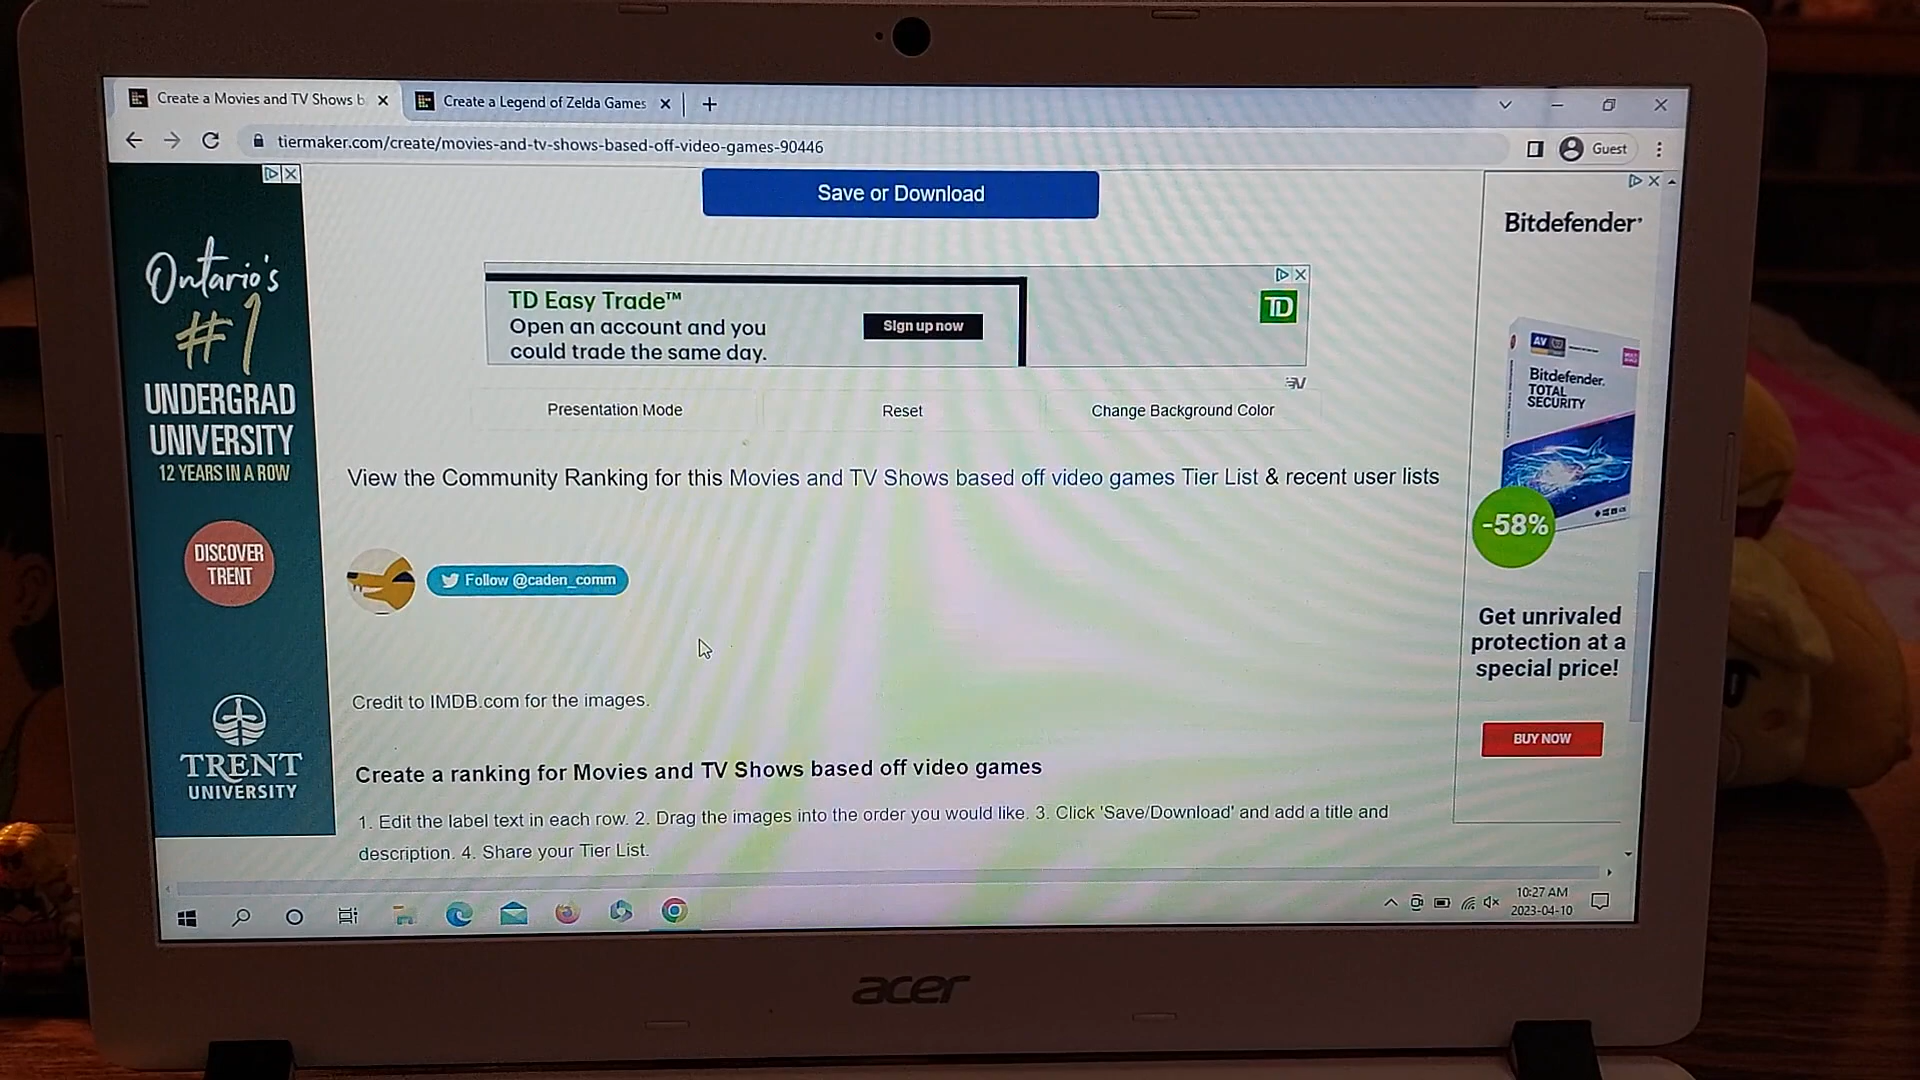 Create a Movies and TV Shows b
Create a Legend of Zelda Games
tiermaker.com/create/movies-and-tv-shows-based-off-video-games-90446
Guest
Save or Download
Ontario's
#1
UNDERGRAD
UNIVERSITY
12 YEARS IN A ROW
DISCOVER
TRENT
TRENT
UNIVERSITY
TD Easy Trade™
Open an account and you
could trade the same day.
Sign up now
TD
Presentation Mode
Reset
Change Background Color
View the Community Ranking for this Movies and TV Shows based off video games Tier List & recent user lists
Follow @caden_comm
Credit to IMDB.com for the images.
Create a ranking for Movies and TV Shows based off video games
1. Edit the label text in each row. 2. Drag the images into the order you would like. 3. Click 'Save/Download' and add a title and
description. 4. Share your Tier List.
Bitdefender
AV
Bitdefender.
TOTAL
SECURITY
-58%
Get unrivaled
protection at a
special price!
BUY NOW
10:27 AM
2023-04-10
acer